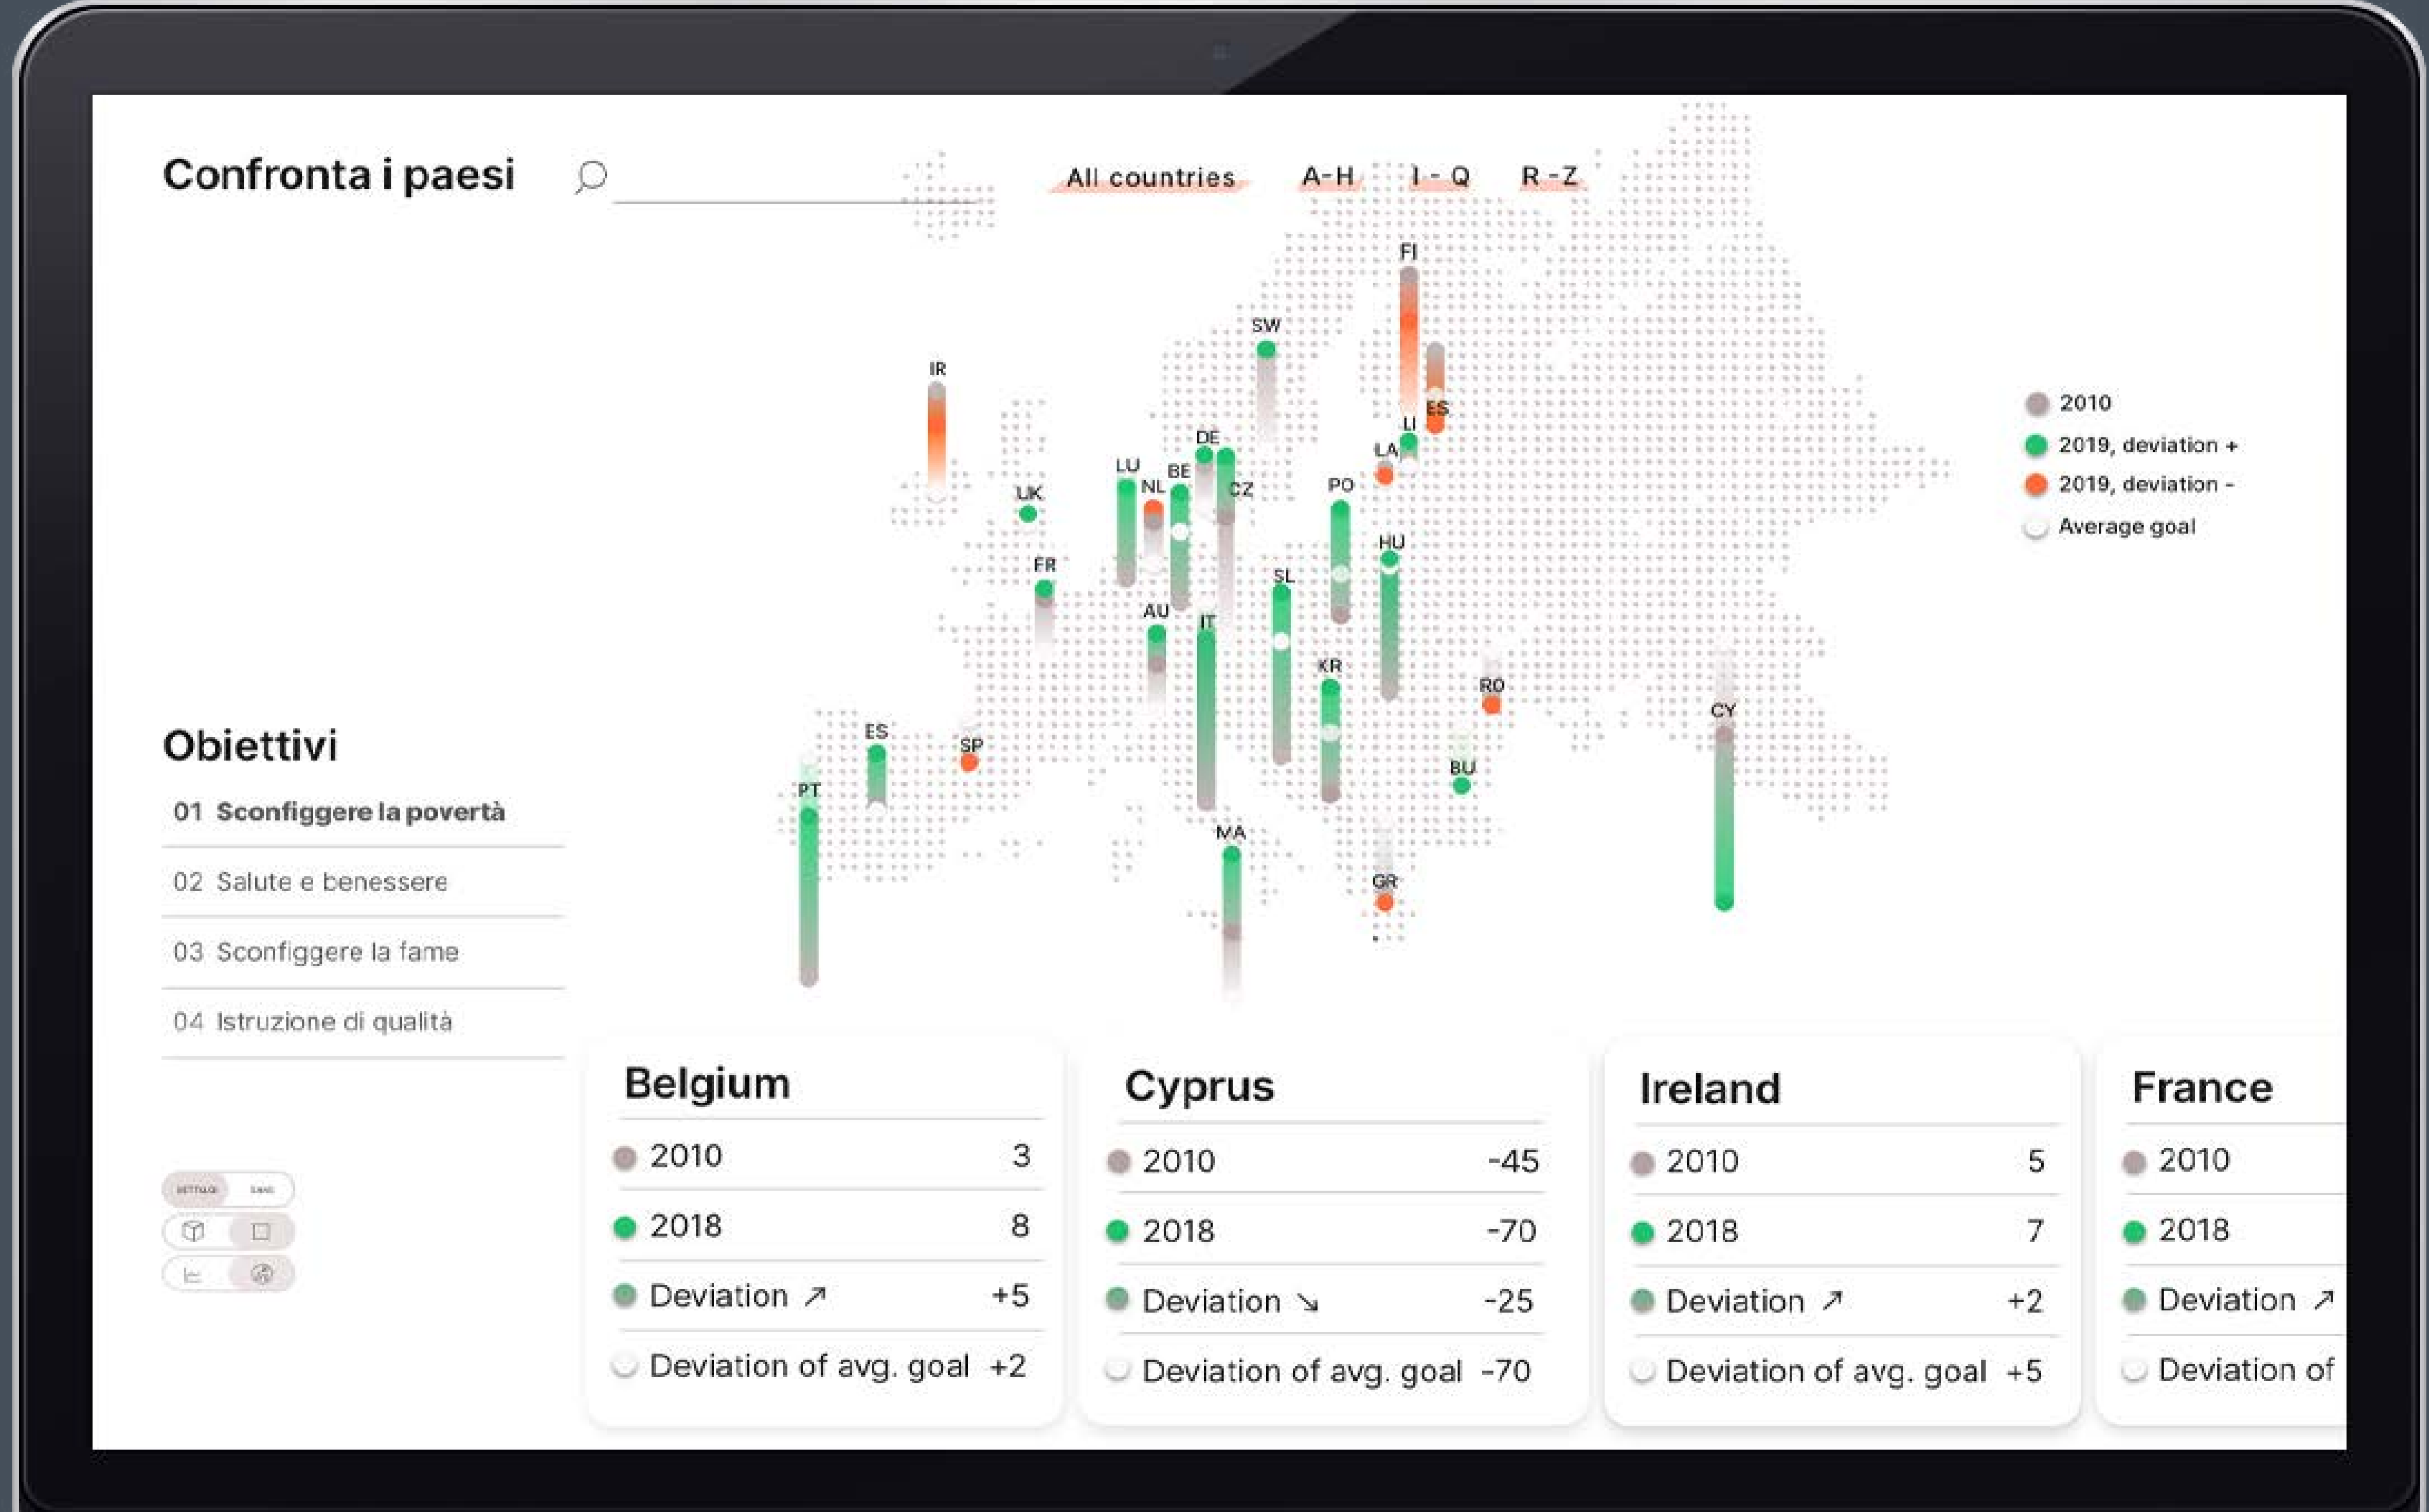 Confronta i paesi
All countries A-H I - Q R -Z
FI
SW
IR
ES
LI
LA
DE
LU
BE
NL
CZ
UK
PO
HU
FR
SL
AU
IT
KR
RO
CY
ES
SP
BU
PT
MA
GR
2010
2019, deviation +
2019, deviation -
Average goal
Obiettivi
01 Sconfiggere la povertà
02 Salute e benessere
03 Sconfiggere la fame
04 Istruzione di qualità
Belgium
2010 3
2018 8
Deviation ↗ +5
Deviation of avg. goal +2
Cyprus
2010 -45
2018 -70
Deviation ↘ -25
Deviation of avg. goal -70
Ireland
2010 5
2018 7
Deviation ↗ +2
Deviation of avg. goal +5
France
2010
2018
Deviation ↗
Deviation of